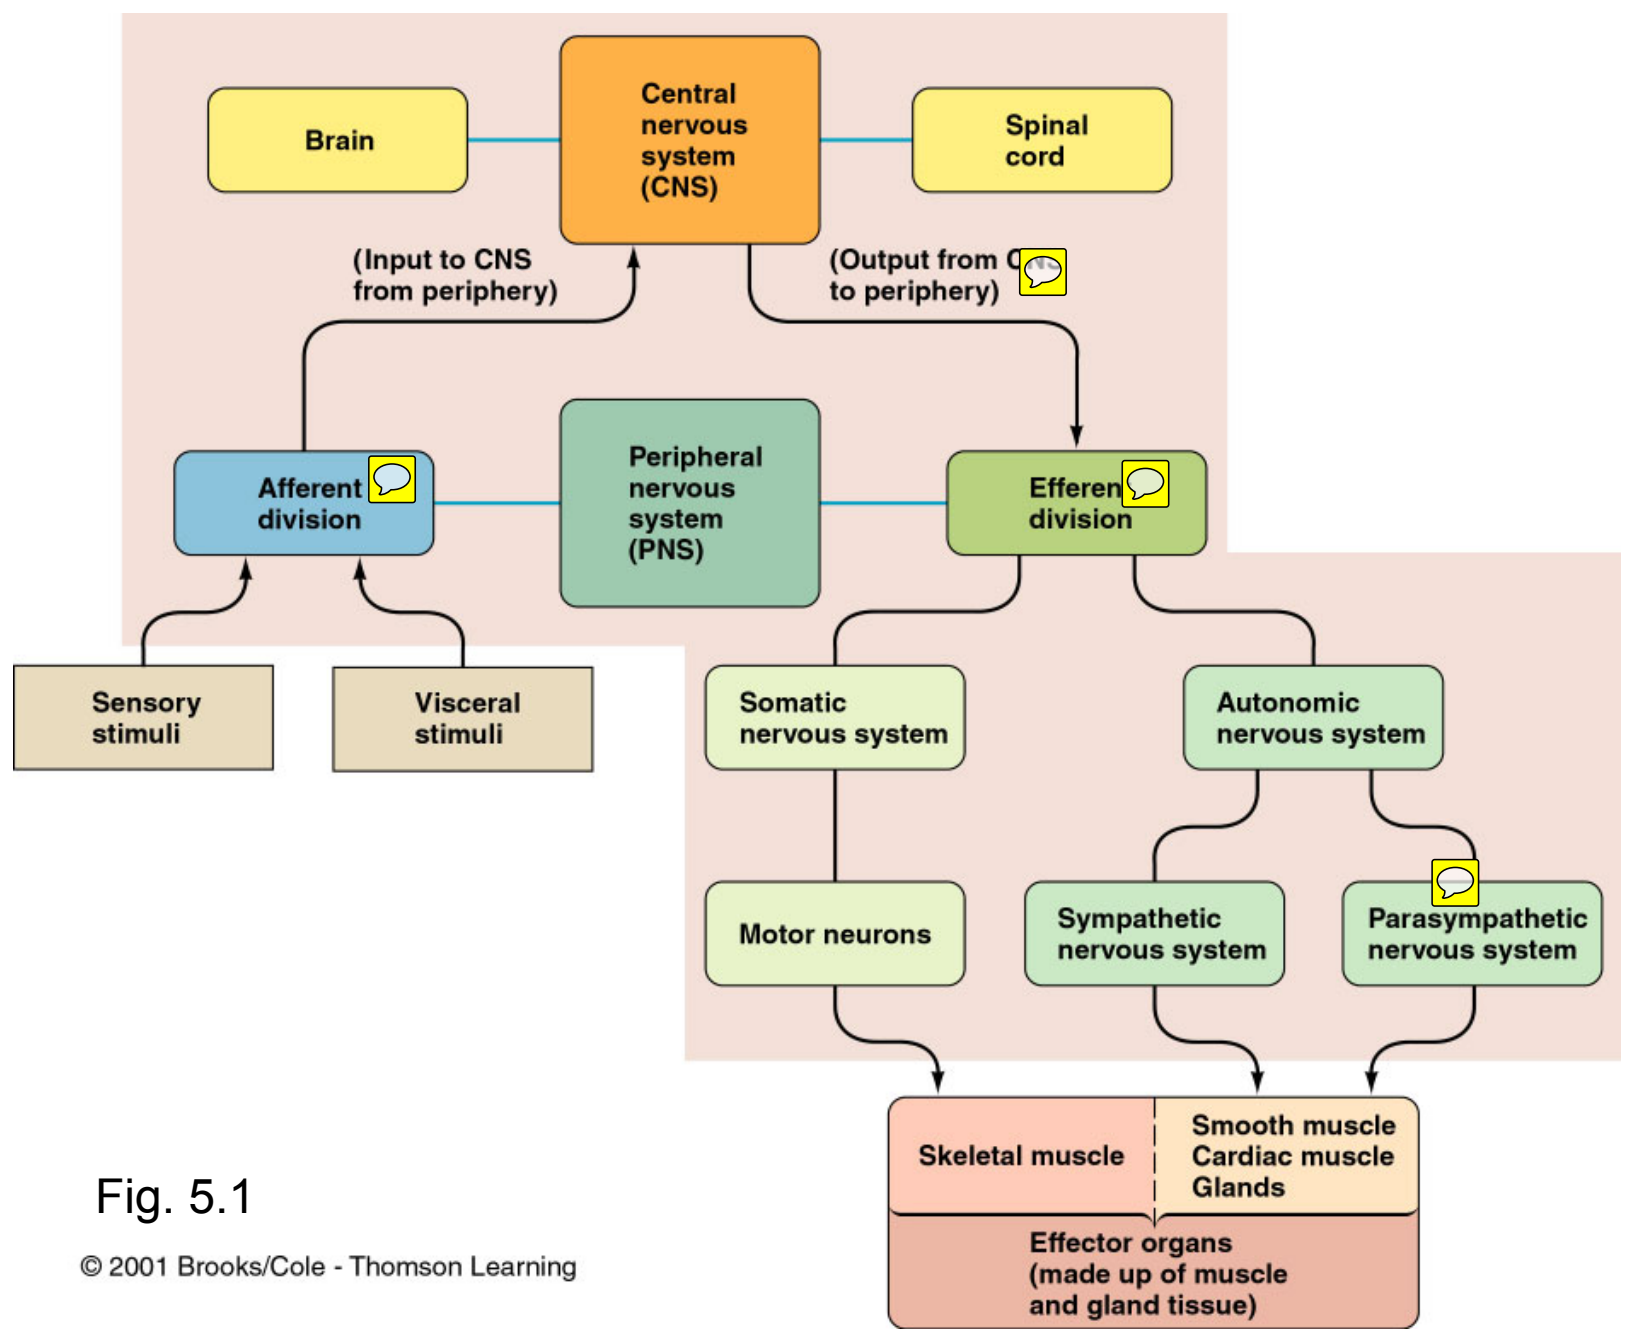 Central
nervous
system
(CNS)
Brain
Spinal
cord
(Input to CNS
from periphery)
(Output from CNS
to periphery)
Afferent
division
Peripheral
nervous
system
(PNS)
Efferent
division
Sensory
stimuli
Visceral
stimuli
Somatic
nervous system
Autonomic
nervous system
Motor neurons
Sympathetic
nervous system
Parasympathetic
nervous system
Skeletal muscle
Smooth muscle
Cardiac muscle
Glands
Effector organs
(made up of muscle
and gland tissue)
Fig. 5.1
© 2001 Brooks/Cole - Thomson Learning